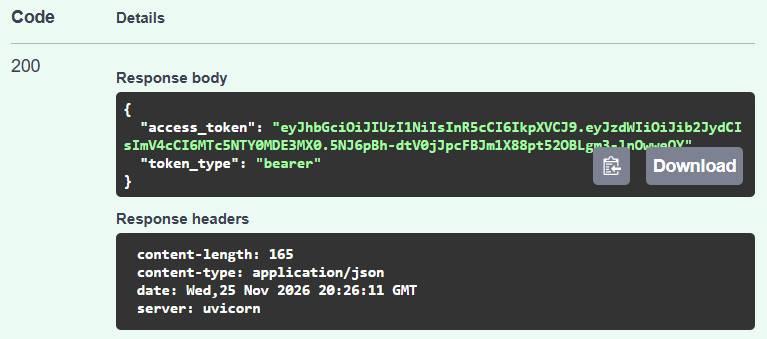 Code Details
200
Response body
{
"access_token": "eyJhbGciOiJIUzI1NiIsInR5cCI6IkpXVCJ9.eyJzdWIiOiJib2JydCI
sImV4cCI6MTc5NTY0MDE3MX0.5NJ6pBh-dtV0jJpcFBJm1X88pt52OBLgm3-
"token_type": "bearer"
}
Download
Response headers
content-length: 165
content-type: application/json
date: Wed,25 Nov 2026 20:26:11 GMT
server: uvicorn